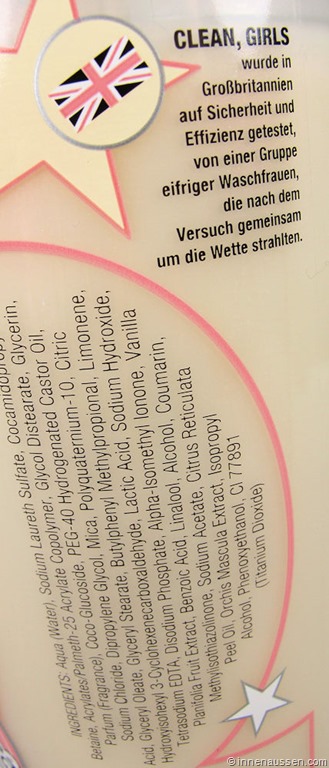 CLEAN, GIRLS
wurde in
Großbritannien
auf Sicherheit und
Effizienz getestet,
von einer Gruppe
eifriger Waschfrauen,
die nach dem
Versuch gemeinsam
um die Wette strahlten.
INGREDIENTS: Aqua (Water), Sodium Laureth Sulfate, Cocamidopropyl
Betaine, Acrylates/Palmeth-25 Acrylate Copolymer, Glycol Distearate, Glycerin,
Parfum (Fragrance), Coco-Glucoside, PEG-40 Hydrogenated Castor Oil,
Sodium Chloride, Dipropylene Glycol, Mica, Polyquaternium-10, Citric
Acid, Glyceryl Oleate, Glyceryl Stearate, Butylphenyl Methylpropional, Limonene,
Hydroxyisohexyl 3-Cyclohexenecarboxaldehyde, Lactic Acid, Sodium Hydroxide,
Tetrasodium EDTA, Disodium Phosphate, Alpha-Isomethyl Ionone, Vanilla
Planifolia Fruit Extract, Benzoic Acid, Linalool, Alcohol, Coumarin,
Methylisothiazolinone, Sodium Acetate, Citrus Reticulata
Peel Oil, Orchis Mascula Extract, Isopropyl
Alcohol, Phenoxyethanol, CI 77891
(Titanium Dioxide)
© innenaussen.com